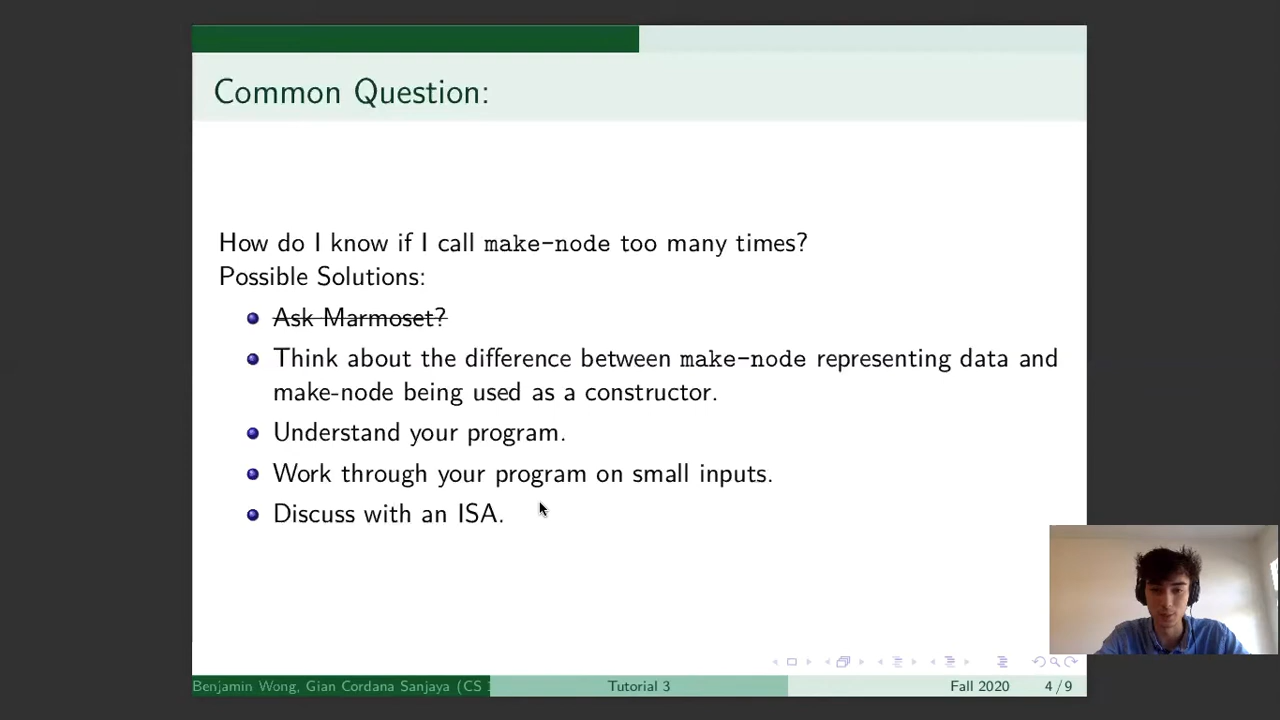 Common Question:
How do I know if I call make-node too many times?
Possible Solutions:
Ask Marmoset?
Think about the difference between make-node representing data and
make-node being used as a constructor.
Understand your program.
Work through your program on small inputs.
Discuss with an ISA.
Benjamin Wong, Gian Cordana Sanjaya (CS
Tutorial 3
Fall 2020
4/9